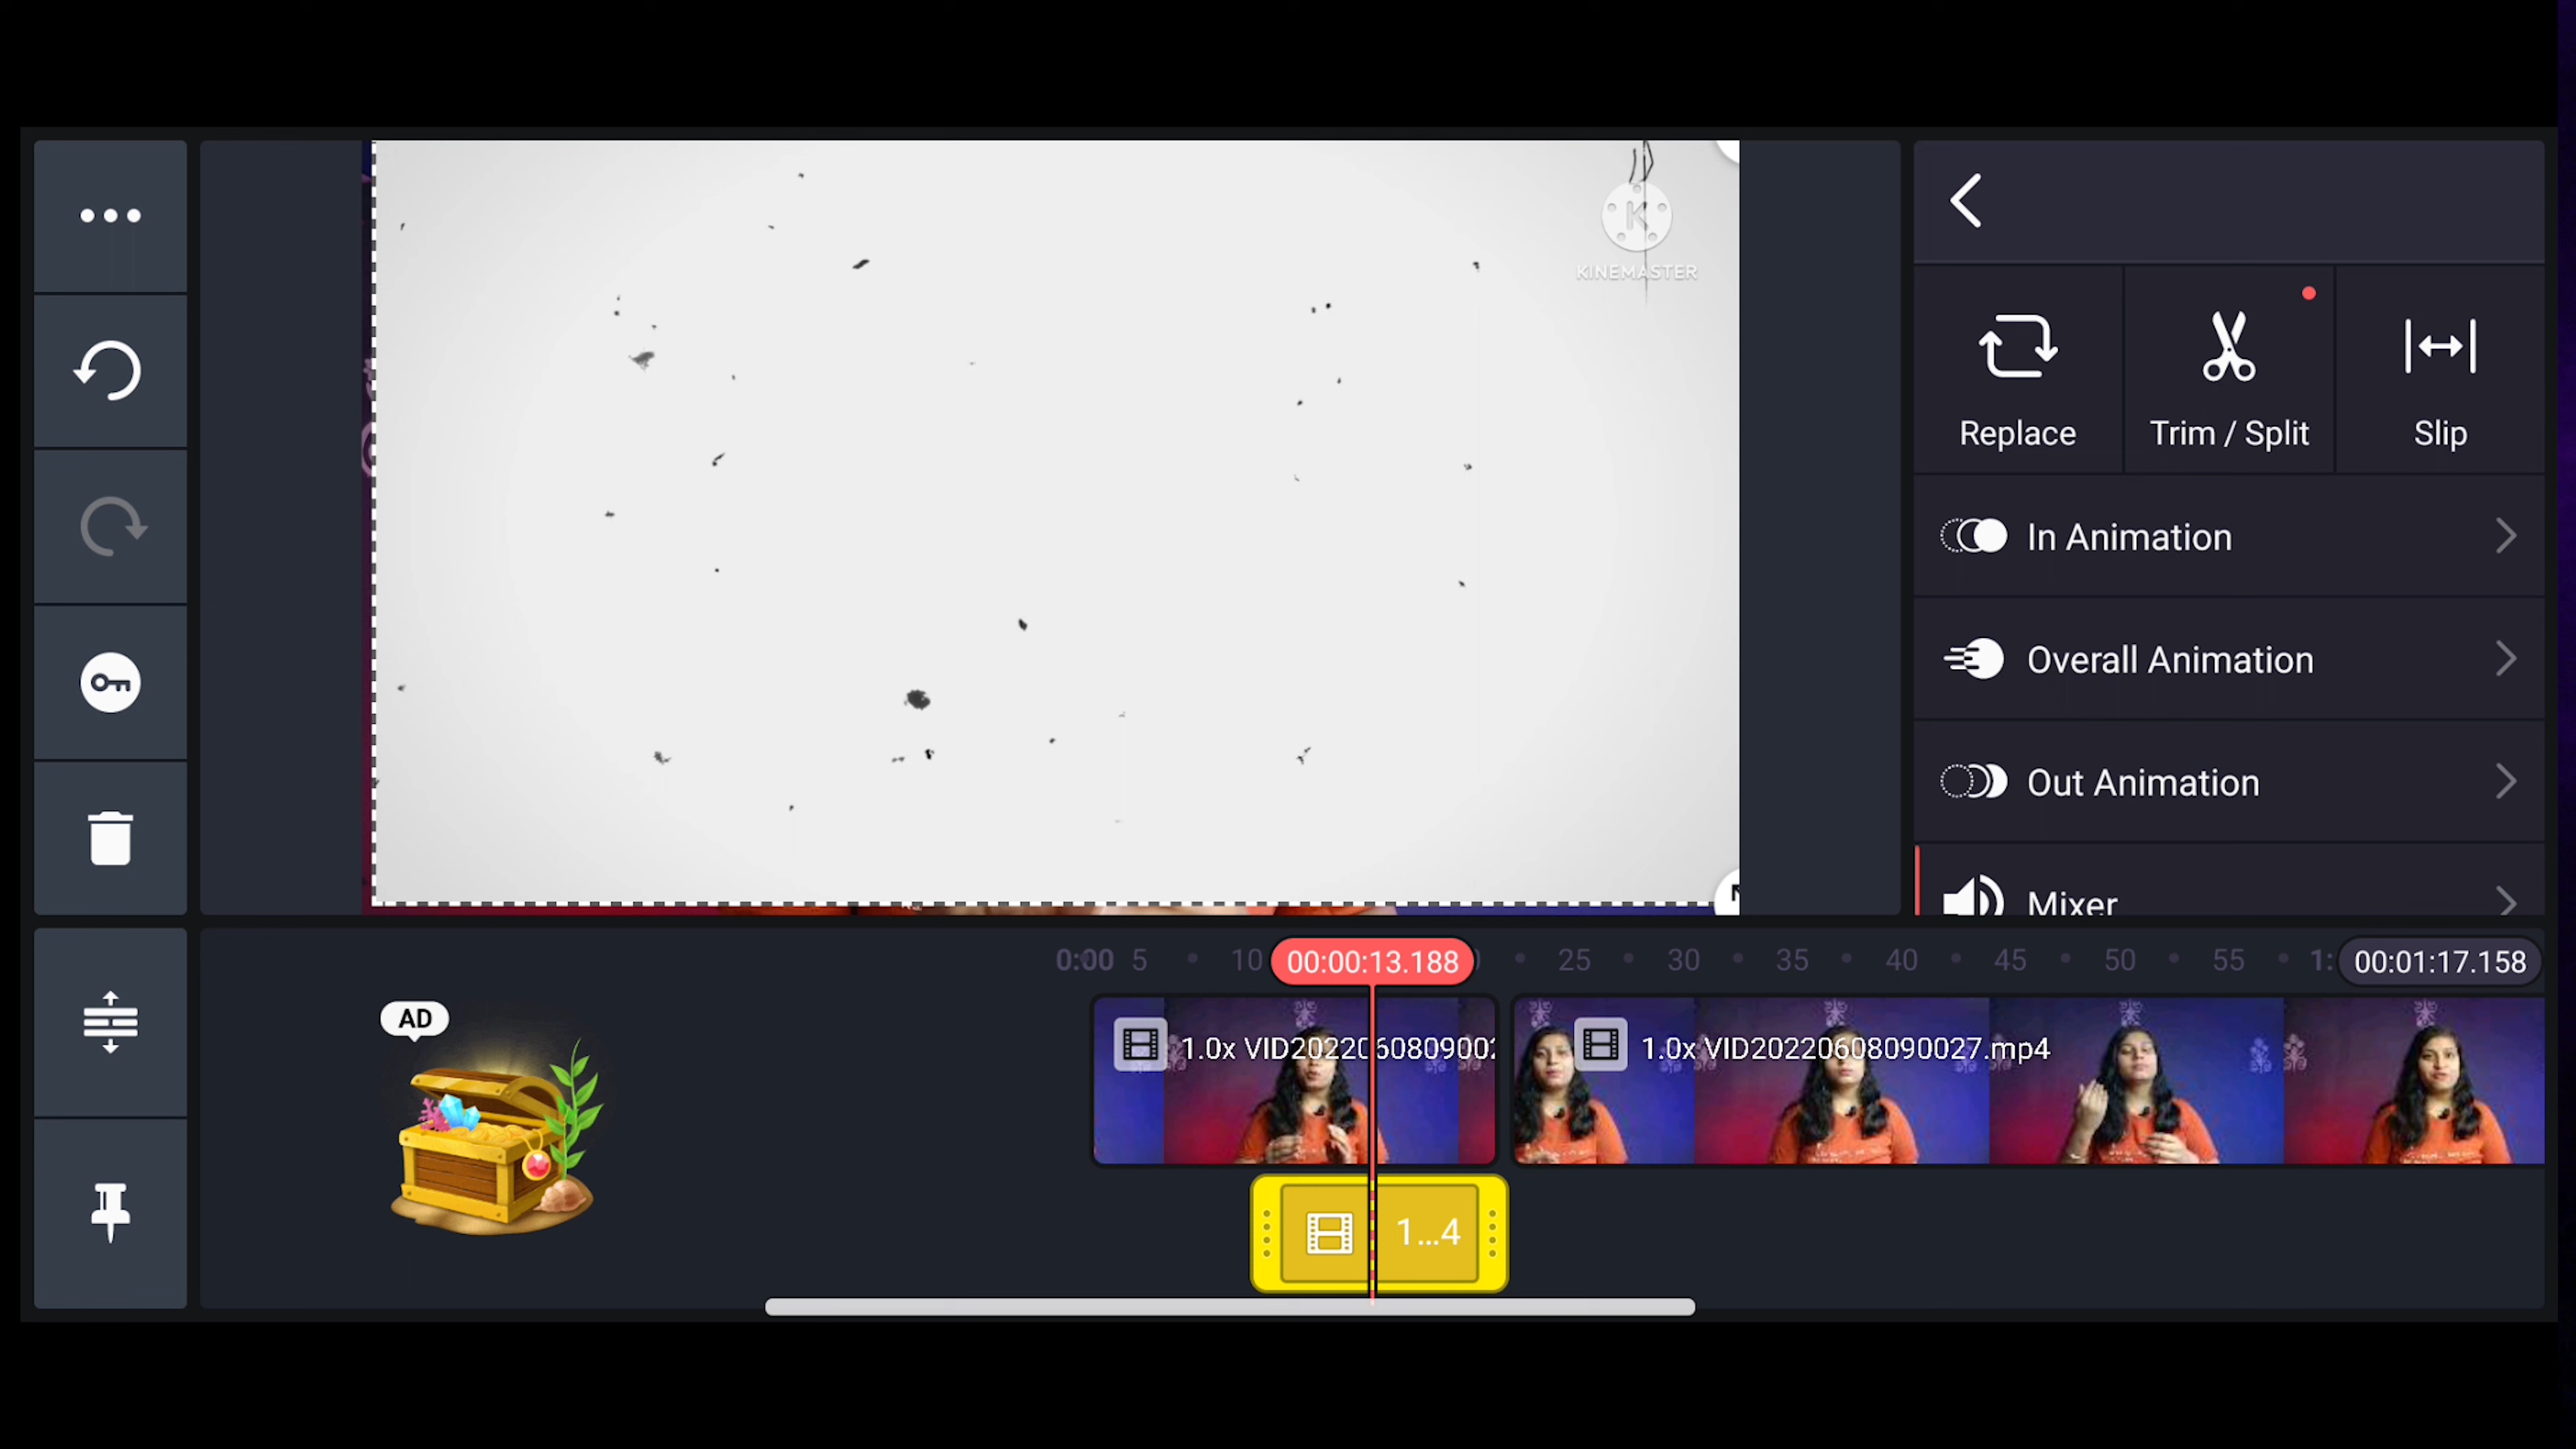 KINEMASTER
Replace
Trim / Split
Slip
In Animation
Overall Animation
Out Animation
Mixer
0:00 5 10 00:00:13.188 25 30 35 40 45 50 55 1: 00:01:17.158
AD
1.0x VID2022060809002
1.0x VID20220608090027.mp4
1...4